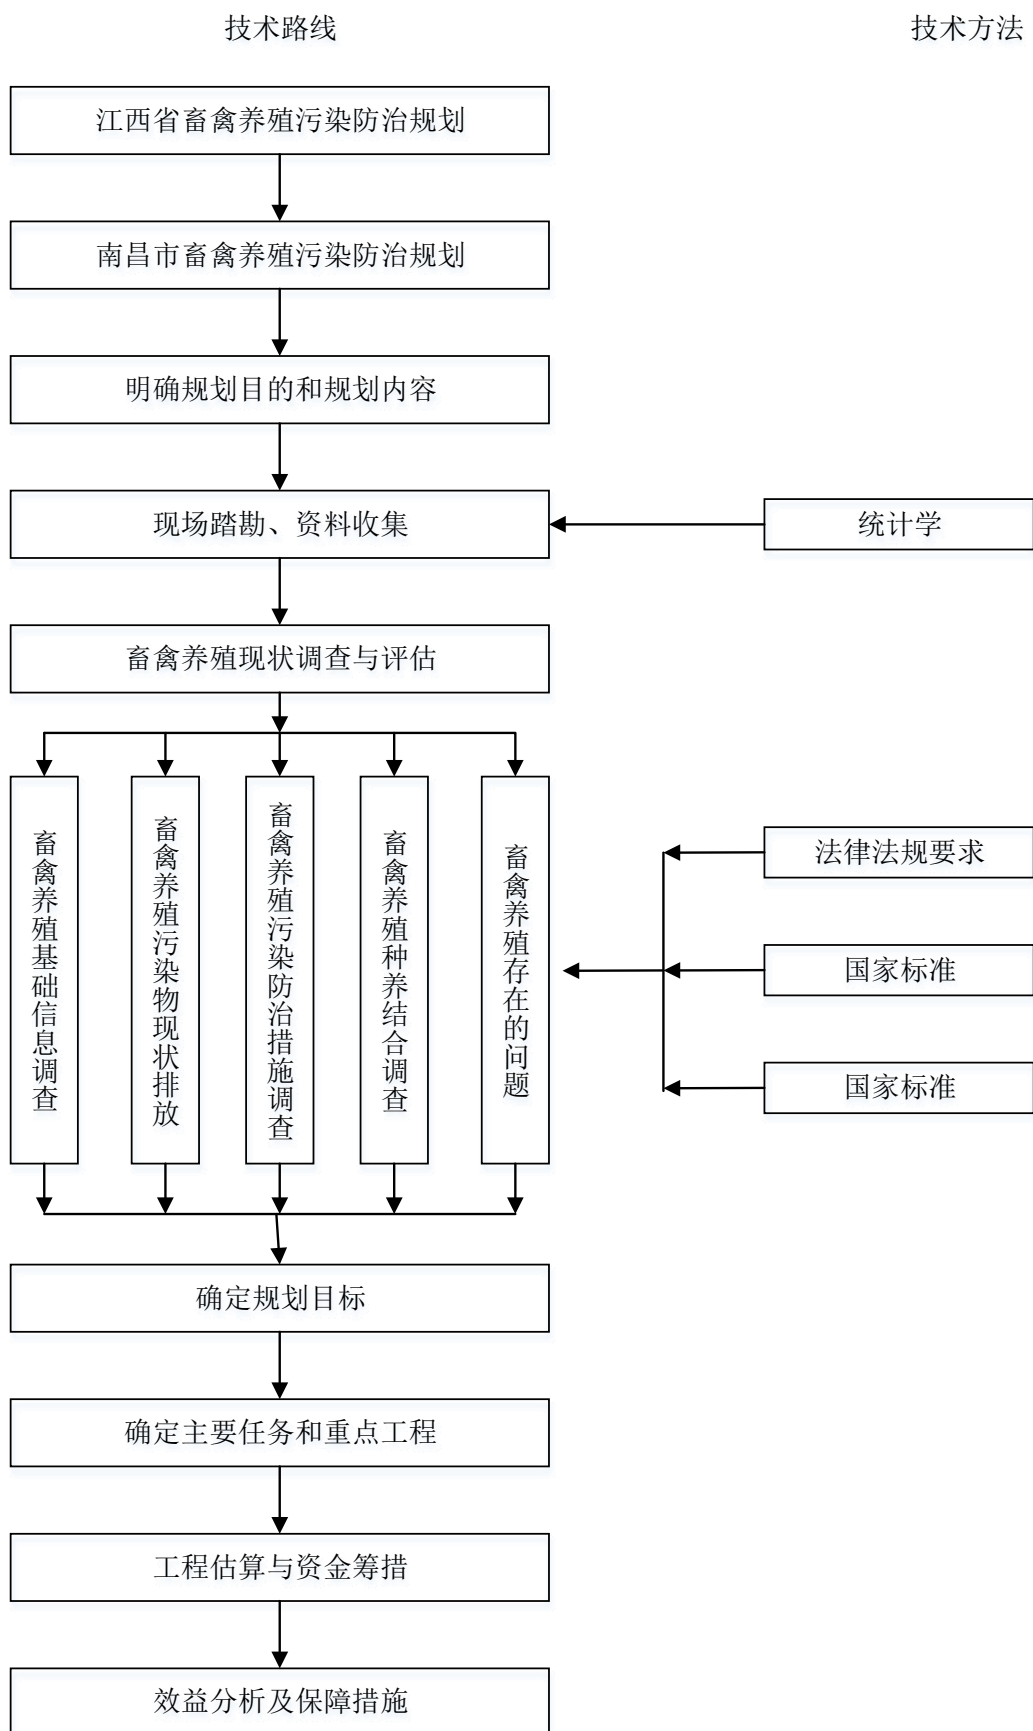 技术路线
技术方法
江西省畜禽养殖污染防治规划
南昌市畜禽养殖污染防治规划
明确规划目的和规划内容
现场踏勘、资料收集
统计学
畜禽养殖现状调查与评估
畜禽养殖基础信息调查
畜禽养殖污染物现状排放
畜禽养殖污染防治措施调查
畜禽养殖种养结合调查
畜禽养殖存在的问题
法律法规要求
国家标准
国家标准
确定规划目标
确定主要任务和重点工程
工程估算与资金筹措
效益分析及保障措施